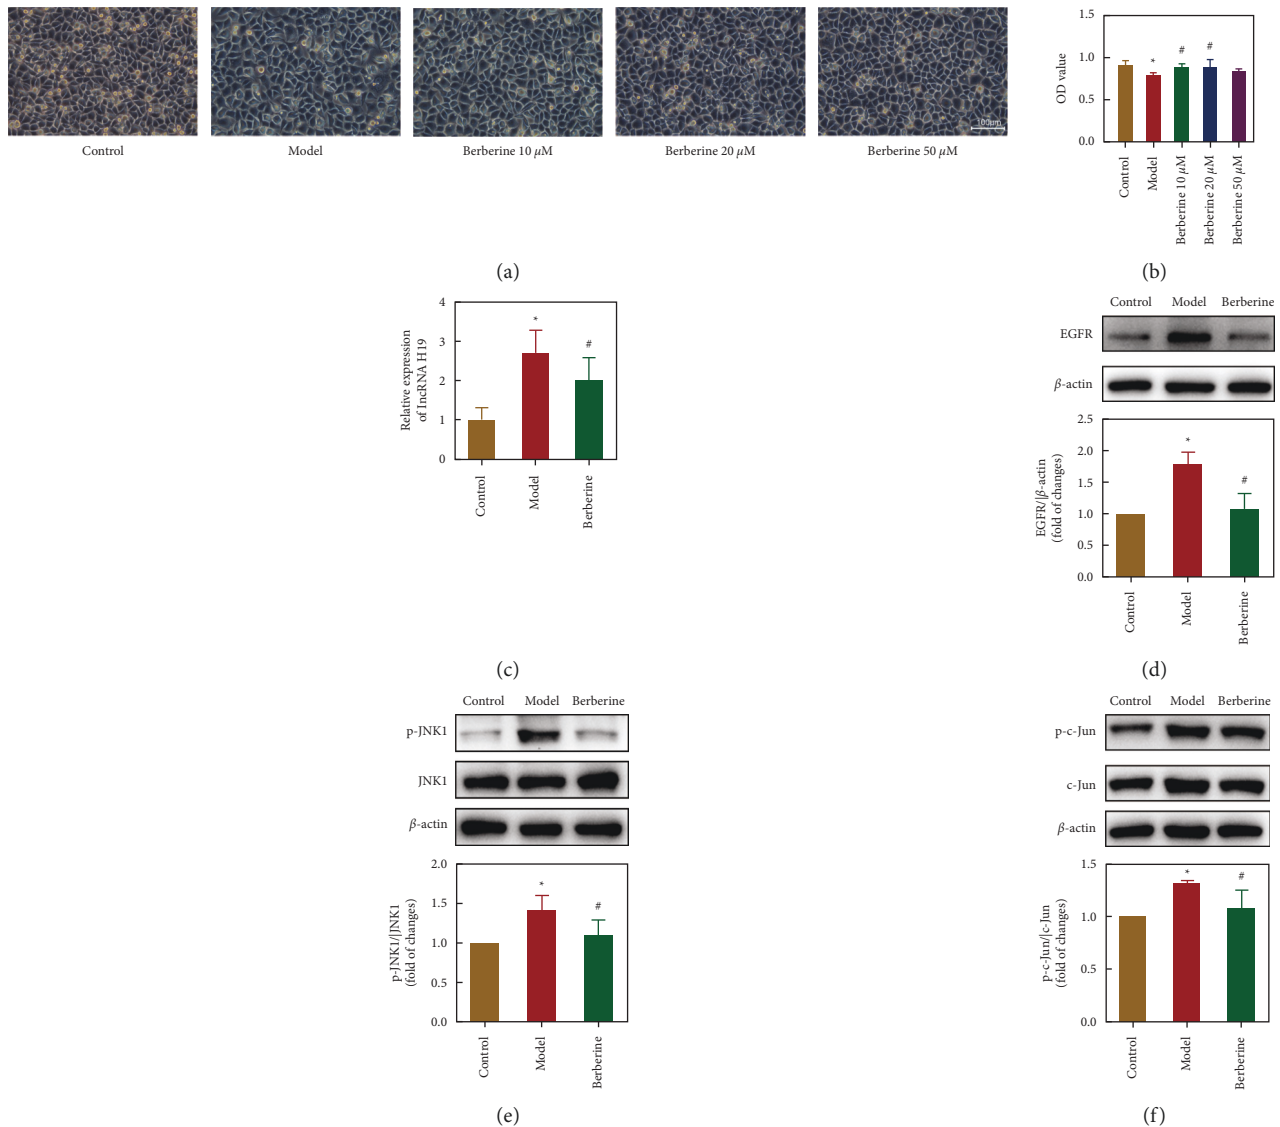 100μm
Control
Model
Berberine 10 μM
Berberine 20 μM
Berberine 50 μM
(a)
OD value
1.5
1.0
0.5
0.0
*
#
#
Control
Model
Berberine 10 μM
Berberine 20 μM
Berberine 50 μM
(b)
Relative expression
of lncRNA H19
4
3
2
1
0
*
#
Control
Model
Berberine
(c)
Control Model Berberine
EGFR
β-actin
EGFR/|β-actin
(fold of changes)
2.5
2.0
1.5
1.0
0.5
0.0
*
#
Control
Model
Berberine
(d)
Control Model Berberine
p-JNK1
JNK1
β-actin
p-JNK1/|JNK1
(fold of changes)
2.0
1.5
1.0
0.5
0.0
*
#
Control
Model
Berberine
(e)
Control Model Berberine
p-c-Jun
c-Jun
β-actin
p-c-Jun/|c-Jun
(fold of changes)
1.5
1.0
0.5
0.0
*
#
Control
Model
Berberine
(f)